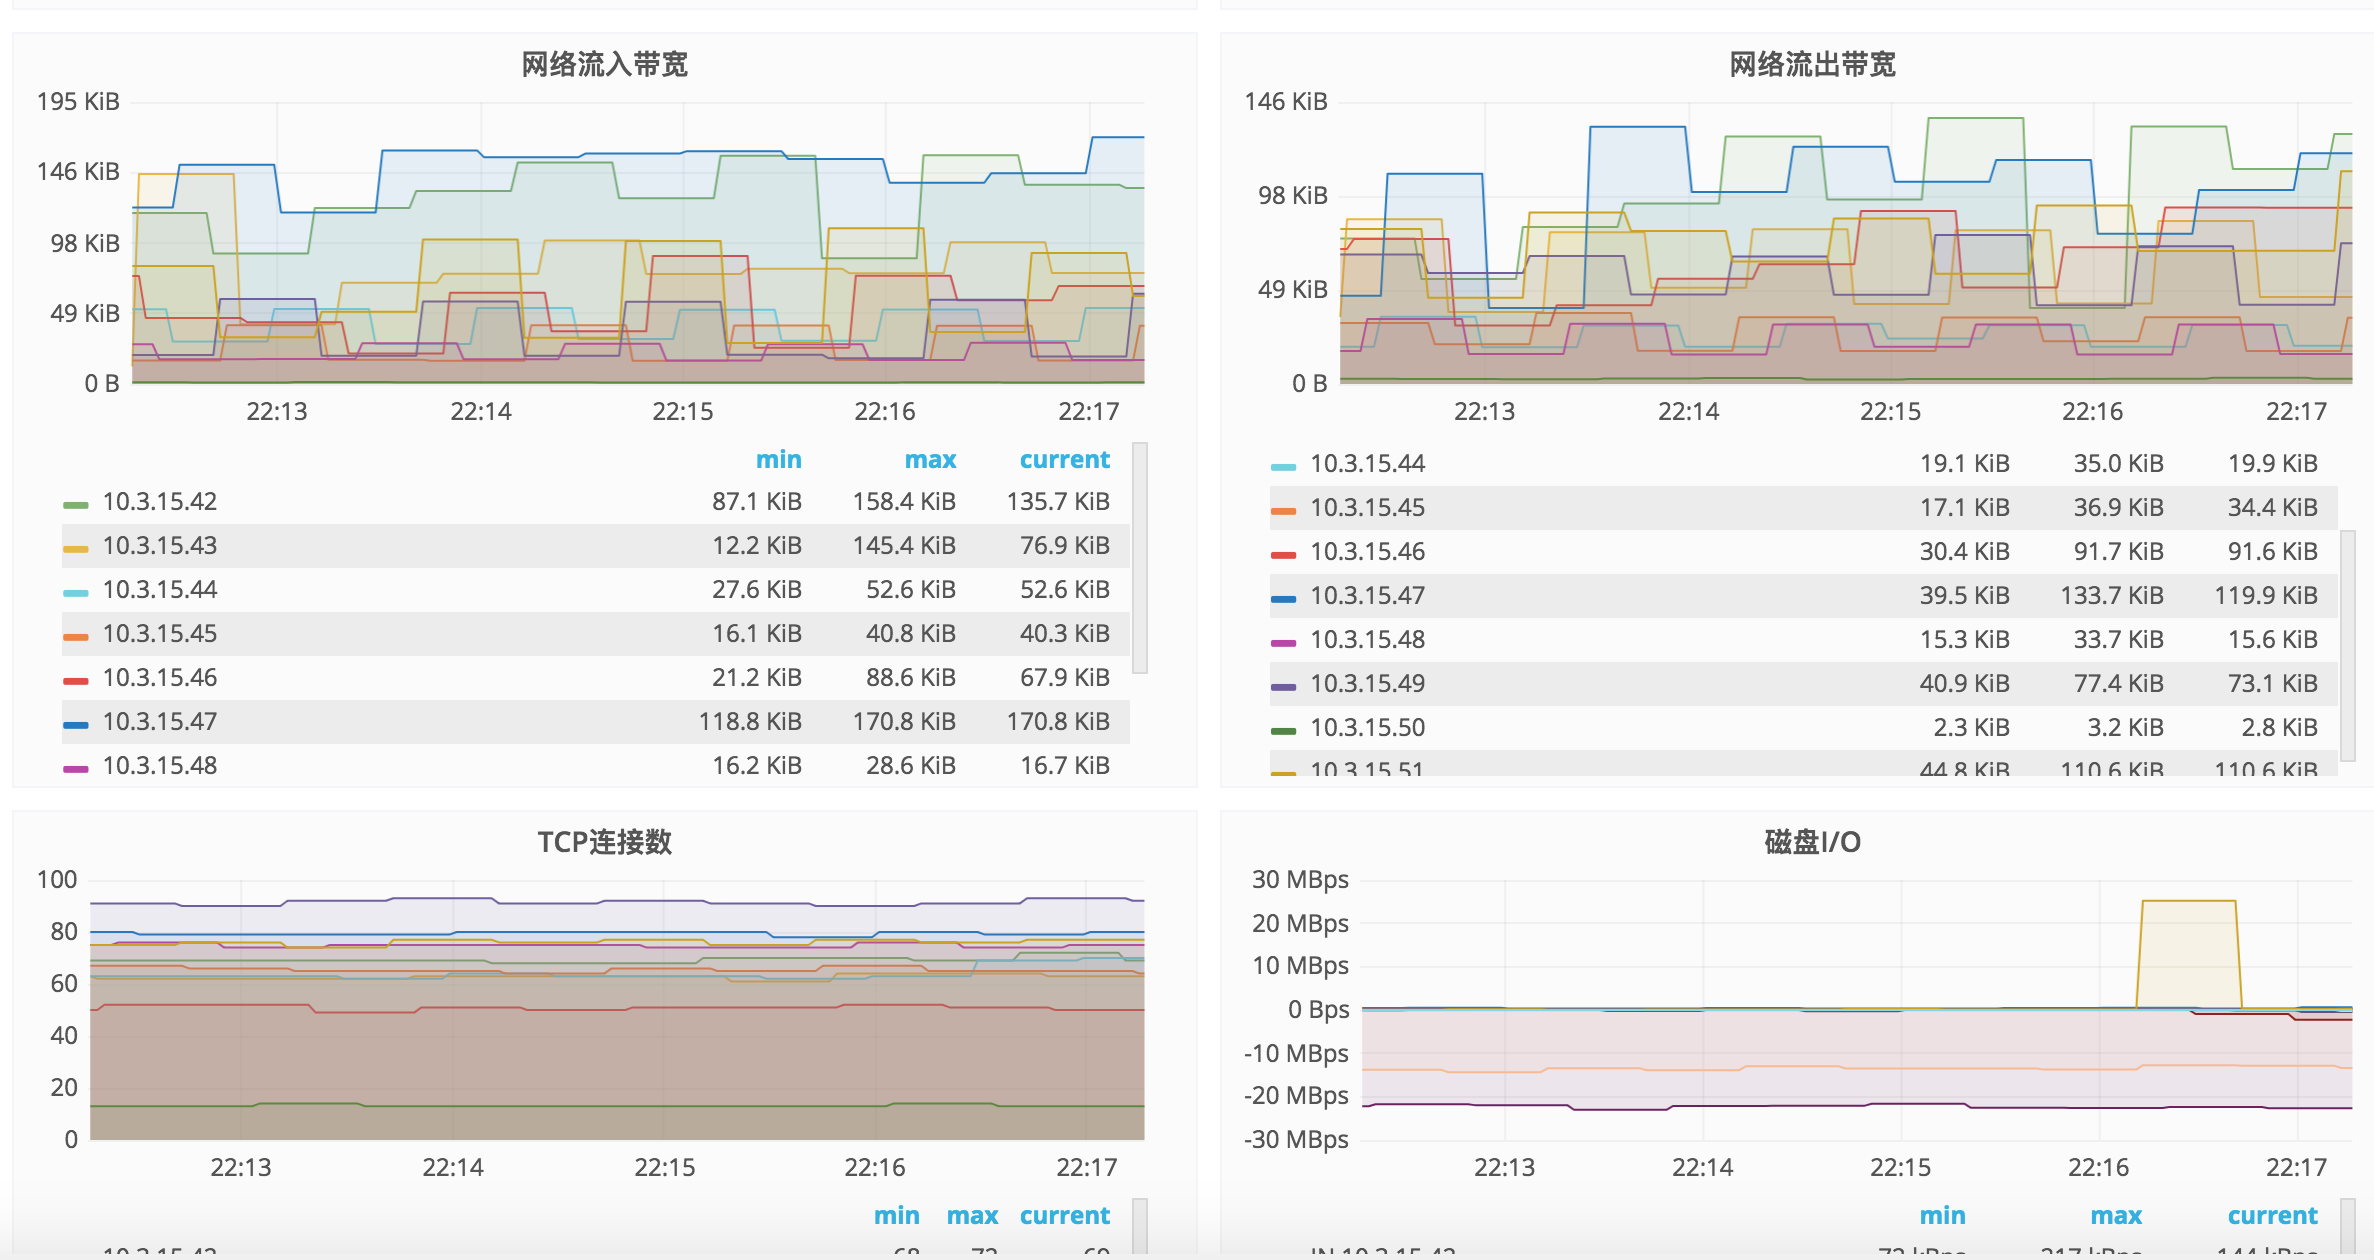 网络流入带宽
195 KiB
146 KiB
98 KiB
49 KiB
0 B
22:13 22:14 22:15 22:16 22:17
min max current
10.3.15.42 87.1 KiB 158.4 KiB 135.7 KiB
10.3.15.43 12.2 KiB 145.4 KiB 76.9 KiB
10.3.15.44 27.6 KiB 52.6 KiB 52.6 KiB
10.3.15.45 16.1 KiB 40.8 KiB 40.3 KiB
10.3.15.46 21.2 KiB 88.6 KiB 67.9 KiB
10.3.15.47 118.8 KiB 170.8 KiB 170.8 KiB
10.3.15.48 16.2 KiB 28.6 KiB 16.7 KiB
网络流出带宽
146 KiB
98 KiB
49 KiB
0 B
22:13 22:14 22:15 22:16 22:17
10.3.15.44 19.1 KiB 35.0 KiB 19.9 KiB
10.3.15.45 17.1 KiB 36.9 KiB 34.4 KiB
10.3.15.46 30.4 KiB 91.7 KiB 91.6 KiB
10.3.15.47 39.5 KiB 133.7 KiB 119.9 KiB
10.3.15.48 15.3 KiB 33.7 KiB 15.6 KiB
10.3.15.49 40.9 KiB 77.4 KiB 73.1 KiB
10.3.15.50 2.3 KiB 3.2 KiB 2.8 KiB
10.3.15.51 44.8 KiB 110.6 KiB 110.6 KiB
TCP连接数
100
80
60
40
20
0
22:13 22:14 22:15 22:16 22:17
min max current
磁盘I/O
30 MBps
20 MBps
10 MBps
0 Bps
-10 MBps
-20 MBps
-30 MBps
22:13 22:14 22:15 22:16 22:17
min max current